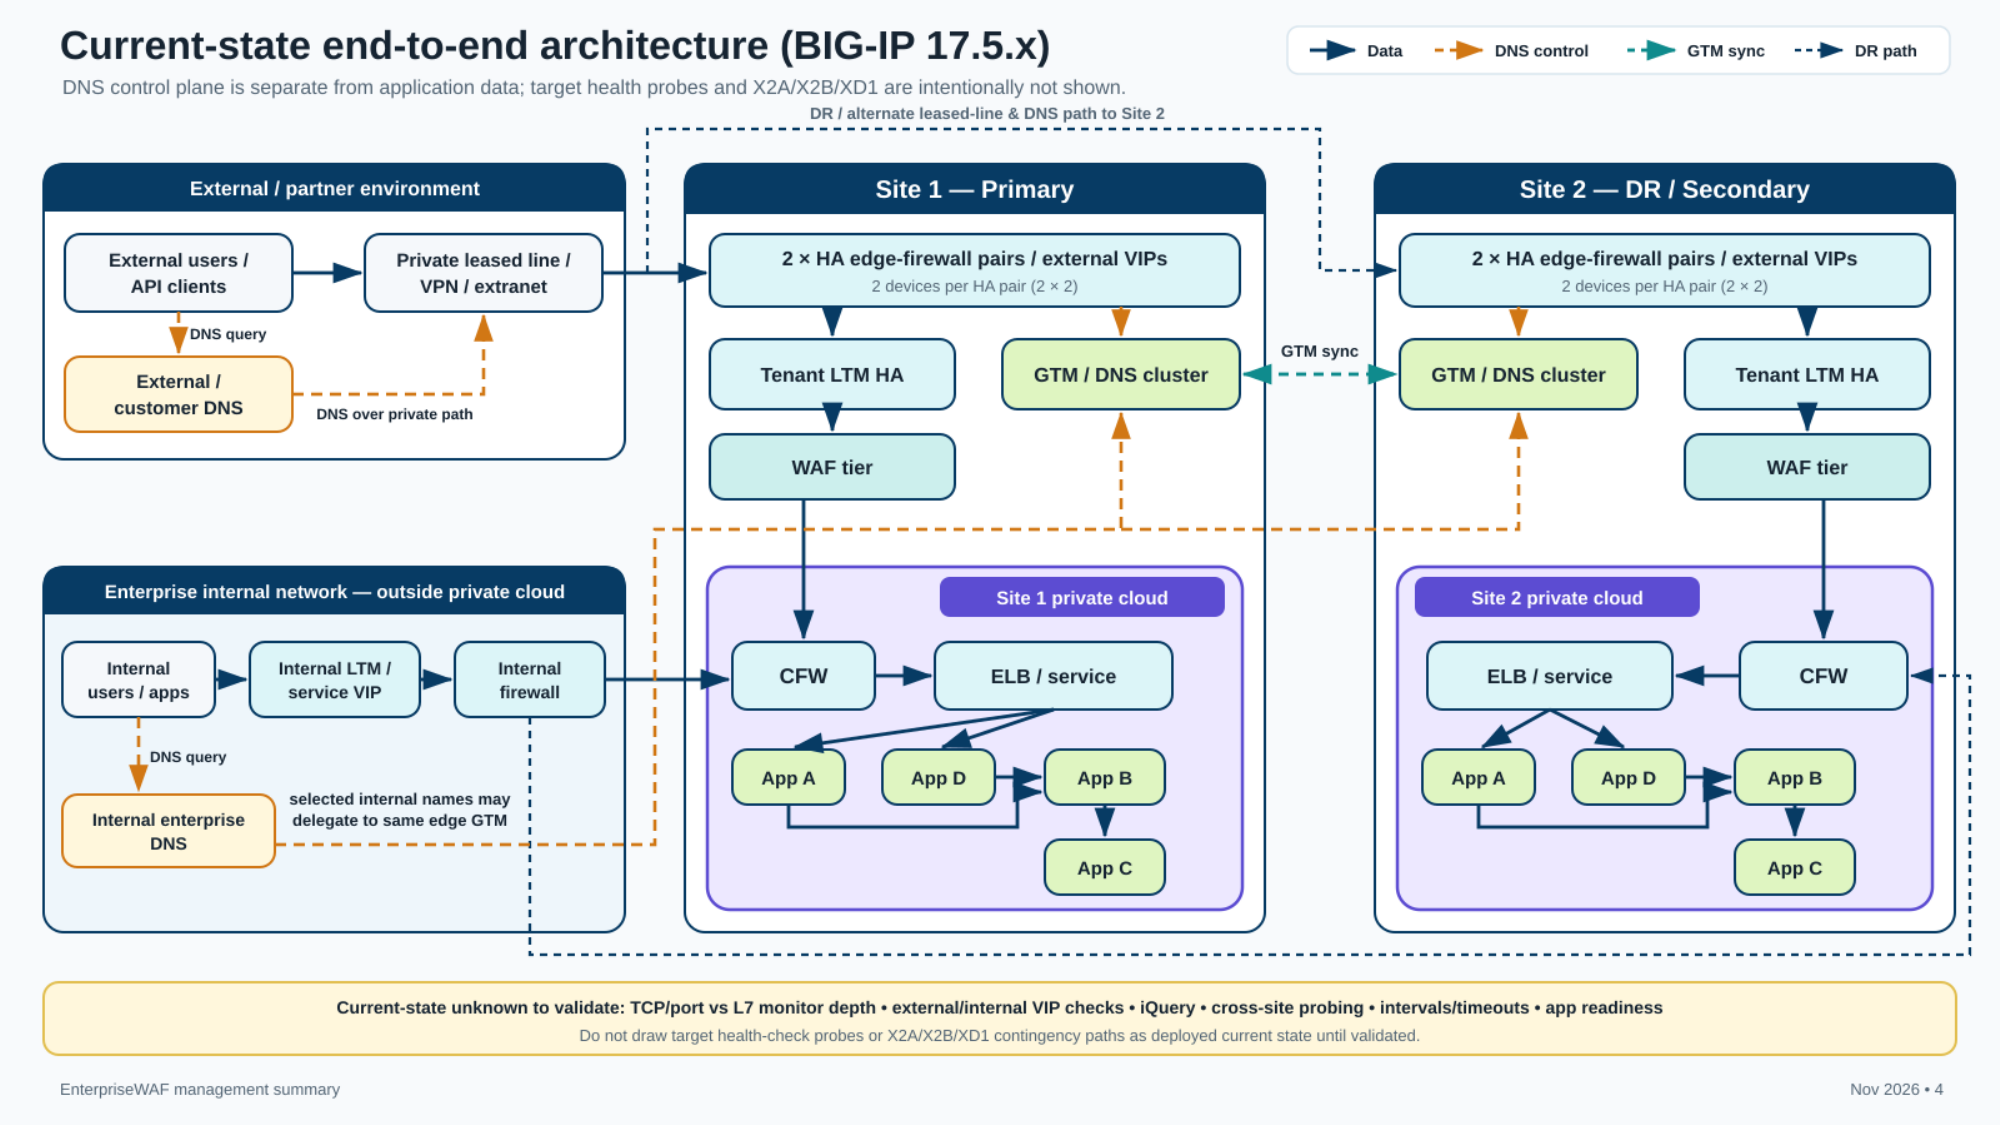 Current-state end-to-end architecture (BIG-IP 17.5.x)
DNS control plane is separate from application data; target health probes and X2A/X2B/XD1 are intentionally not shown.
Data
DNS control
GTM sync
DR path
DR / alternate leased-line & DNS path to Site 2
External / partner environment
External users /
API clients
Private leased line /
VPN / extranet
DNS query
External /
customer DNS
DNS over private path
Site 1 — Primary
2 × HA edge-firewall pairs / external VIPs
2 devices per HA pair (2 × 2)
Tenant LTM HA
GTM / DNS cluster
WAF tier
GTM sync
Site 2 — DR / Secondary
2 × HA edge-firewall pairs / external VIPs
2 devices per HA pair (2 × 2)
GTM / DNS cluster
Tenant LTM HA
WAF tier
Enterprise internal network — outside private cloud
Internal
users / apps
Internal LTM /
service VIP
Internal
firewall
DNS query
Internal enterprise
DNS
selected internal names may
delegate to same edge GTM
Site 1 private cloud
CFW
ELB / service
App A
App D
App B
App C
Site 2 private cloud
ELB / service
CFW
App A
App D
App B
App C
Current-state unknown to validate: TCP/port vs L7 monitor depth • external/internal VIP checks • iQuery • cross-site probing • intervals/timeouts • app readiness
Do not draw target health-check probes or X2A/X2B/XD1 contingency paths as deployed current state until validated.
EnterpriseWAF management summary
Nov 2026 • 4